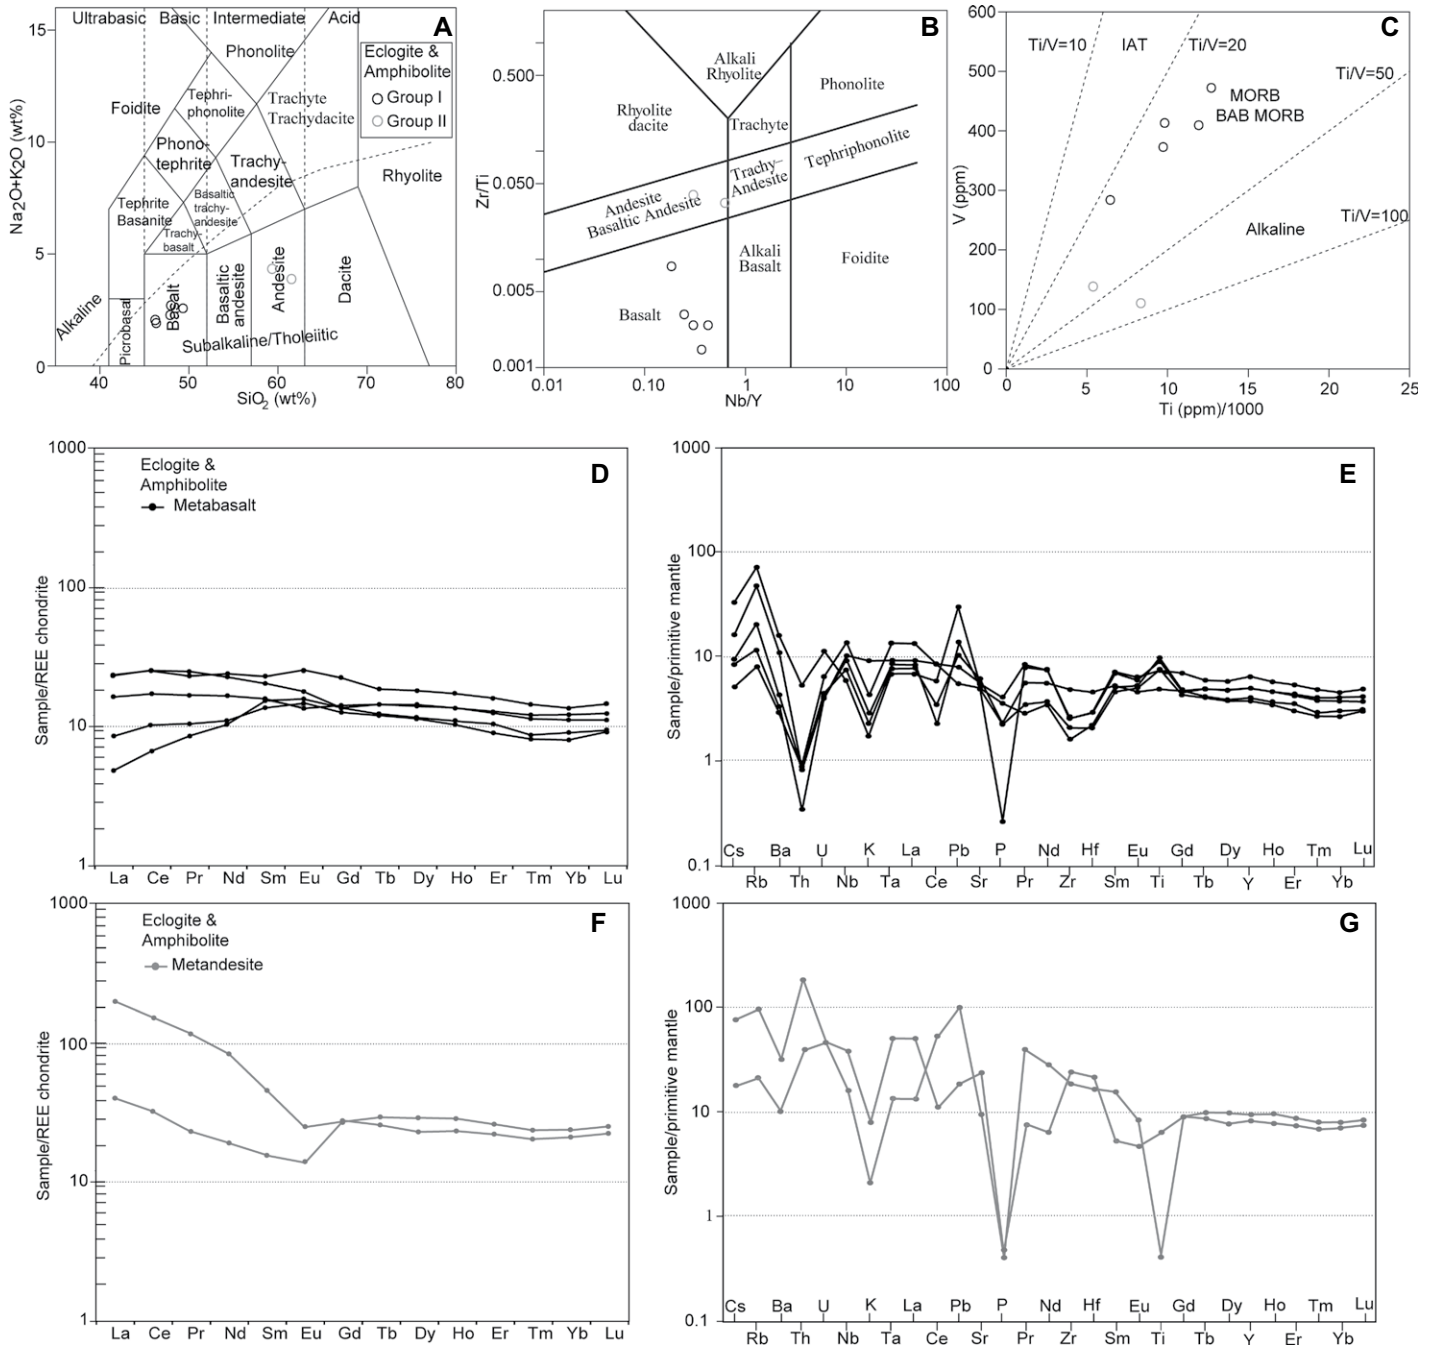 A
Ultrabasic Basic Intermediate Acid
Eclogite &
Amphibolite
Group I
Group II
Phonolite
Foidite
Tephri-
phonolite
Trachyte
Trachydacite
Phono-
tephrite
Trachy-
andesite
Rhyolite
Tephrite
Basanite
Basaltic
trachy-
andesite
Trachy-
basalt
Alkaline
Picrobasal
Basalt
Basaltic
andesite
Andesite
Dacite
Subalkaline/Tholeiitic
15
10
5
0
40 50 60 70 80
Na2O+K2O (wt%)
SiO2 (wt%)
B
Alkali
Rhyolite
Phonolite
Rhyolite
dacite
Trachyte
Tephriphonolite
Trachy–
Andesite
Andesite
Basaltic Andesite
Alkali
Basalt
Foidite
Basalt
0.500
0.050
0.005
0.001
0.01 0.10 1 10 100
Zr/Ti
Nb/Y
C
Ti/V=10 IAT Ti/V=20
Ti/V=50
MORB
BAB MORB
Ti/V=100
Alkaline
600
500
400
300
200
100
0
0 5 10 15 20 25
V (ppm)
Ti (ppm)/1000
D
Eclogite &
Amphibolite
Metabasalt
1000
100
10
1
Sample/REE chondrite
La Ce Pr Nd Sm Eu Gd Tb Dy Ho Er Tm Yb Lu
E
1000
100
10
1
0.1
Sample/primitive mantle
Cs Ba U K La Pb P Nd Hf Eu Gd Dy Ho Tm Lu
Rb Th Nb Ta Ce Sr Pr Zr Sm Ti Tb Y Er Yb
F
Eclogite &
Amphibolite
Metandesite
1000
100
10
1
Sample/REE chondrite
La Ce Pr Nd Sm Eu Gd Tb Dy Ho Er Tm Yb Lu
G
1000
100
10
1
0.1
Sample/primitive mantle
Cs Ba U K La Pb P Nd Hf Eu Gd Dy Ho Tm Lu
Rb Th Nb Ta Ce Sr Pr Zr Sm Ti Tb Y Er Yb